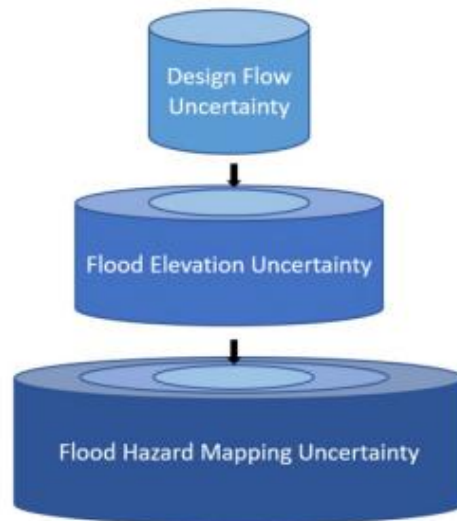 Design Flow
Uncertainty
Flood Elevation Uncertainty
Flood Hazard Mapping Uncertainty